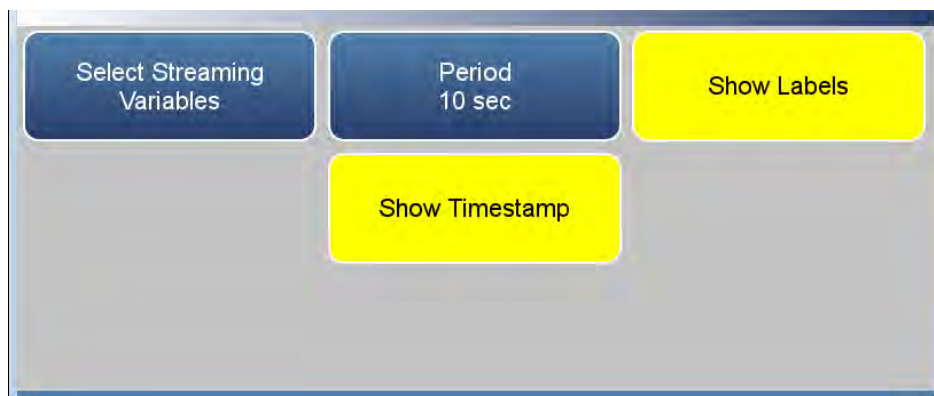 Select Streaming
Variables
Period
10 sec
Show Labels
Show Timestamp